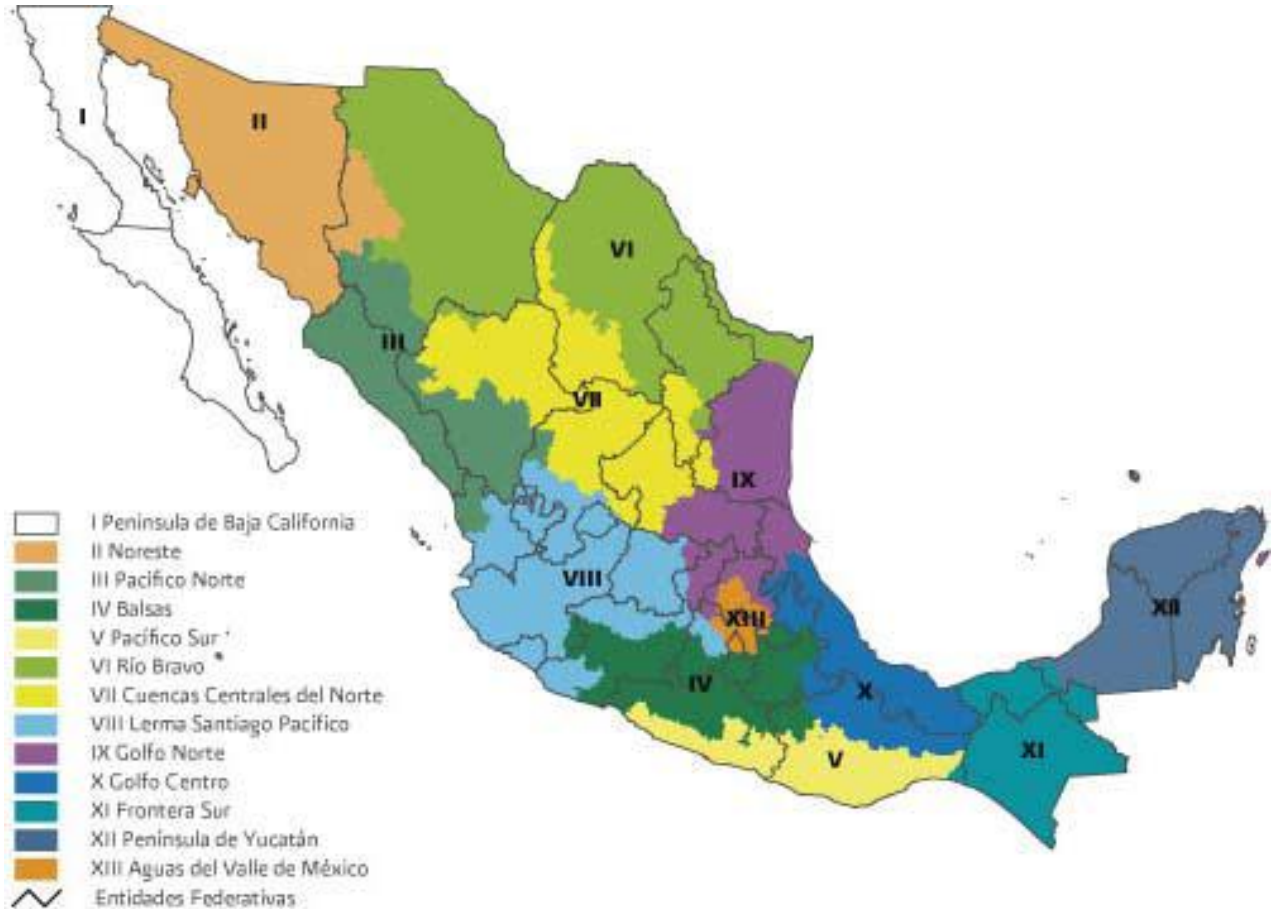 I
II
VI
III
VII
IX
VIII
XIII
XII
IV
X
V
XI
I Peninsula de Baja California
II Noreste
III Pacífico Norte
IV Balsas
V Pacífico Sur
VI Río Bravo
VII Cuencas Centrales del Norte
VIII Lerma Santiago Pacífico
IX Golfo Norte
X Golfo Centro
XI Frontera Sur
XII Península de Yucatán
XIII Aguas del Valle de México
Entidades Federativas